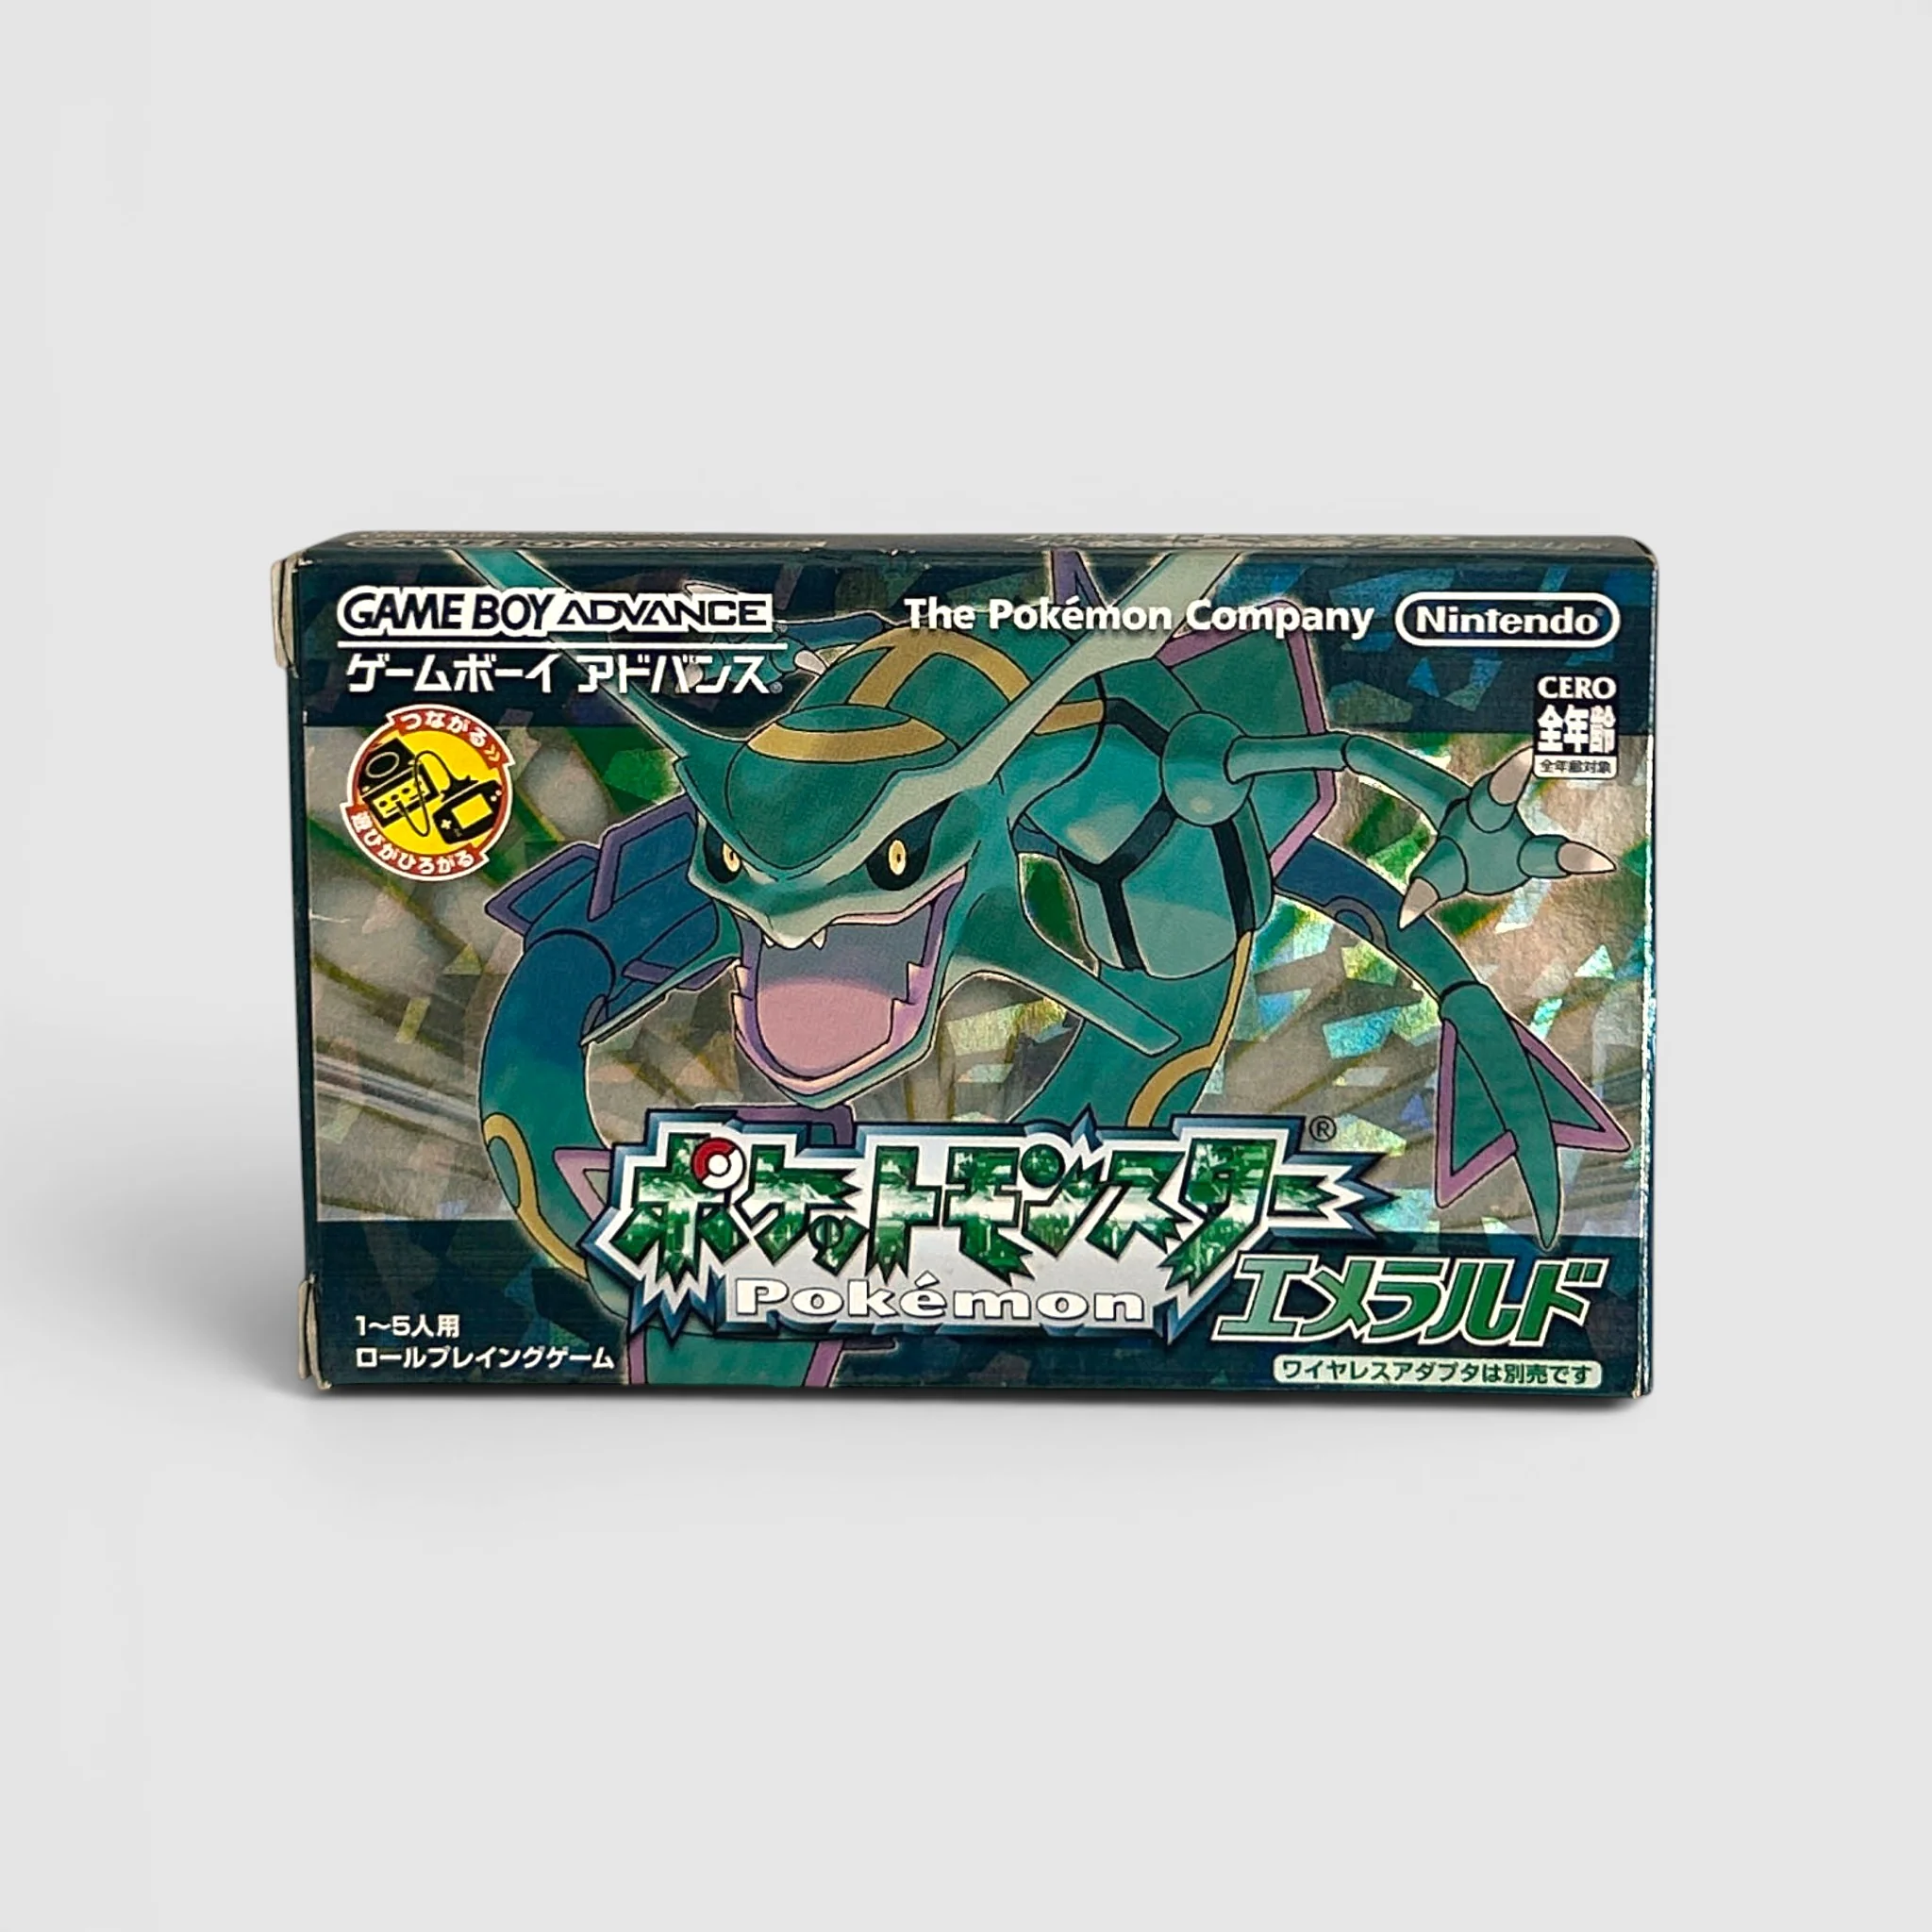 GAME BOY ADVANCE
ゲームボーイ アドバンス
The Pokémon Company
Nintendo®
CERO
全年齢
全年齢対象
つながる》
遊びがひろがる
ポケットモンスター®
Pokémon
エメラルド
1〜5人用
ロールプレイングゲーム
ワイヤレスアダプタは別売です